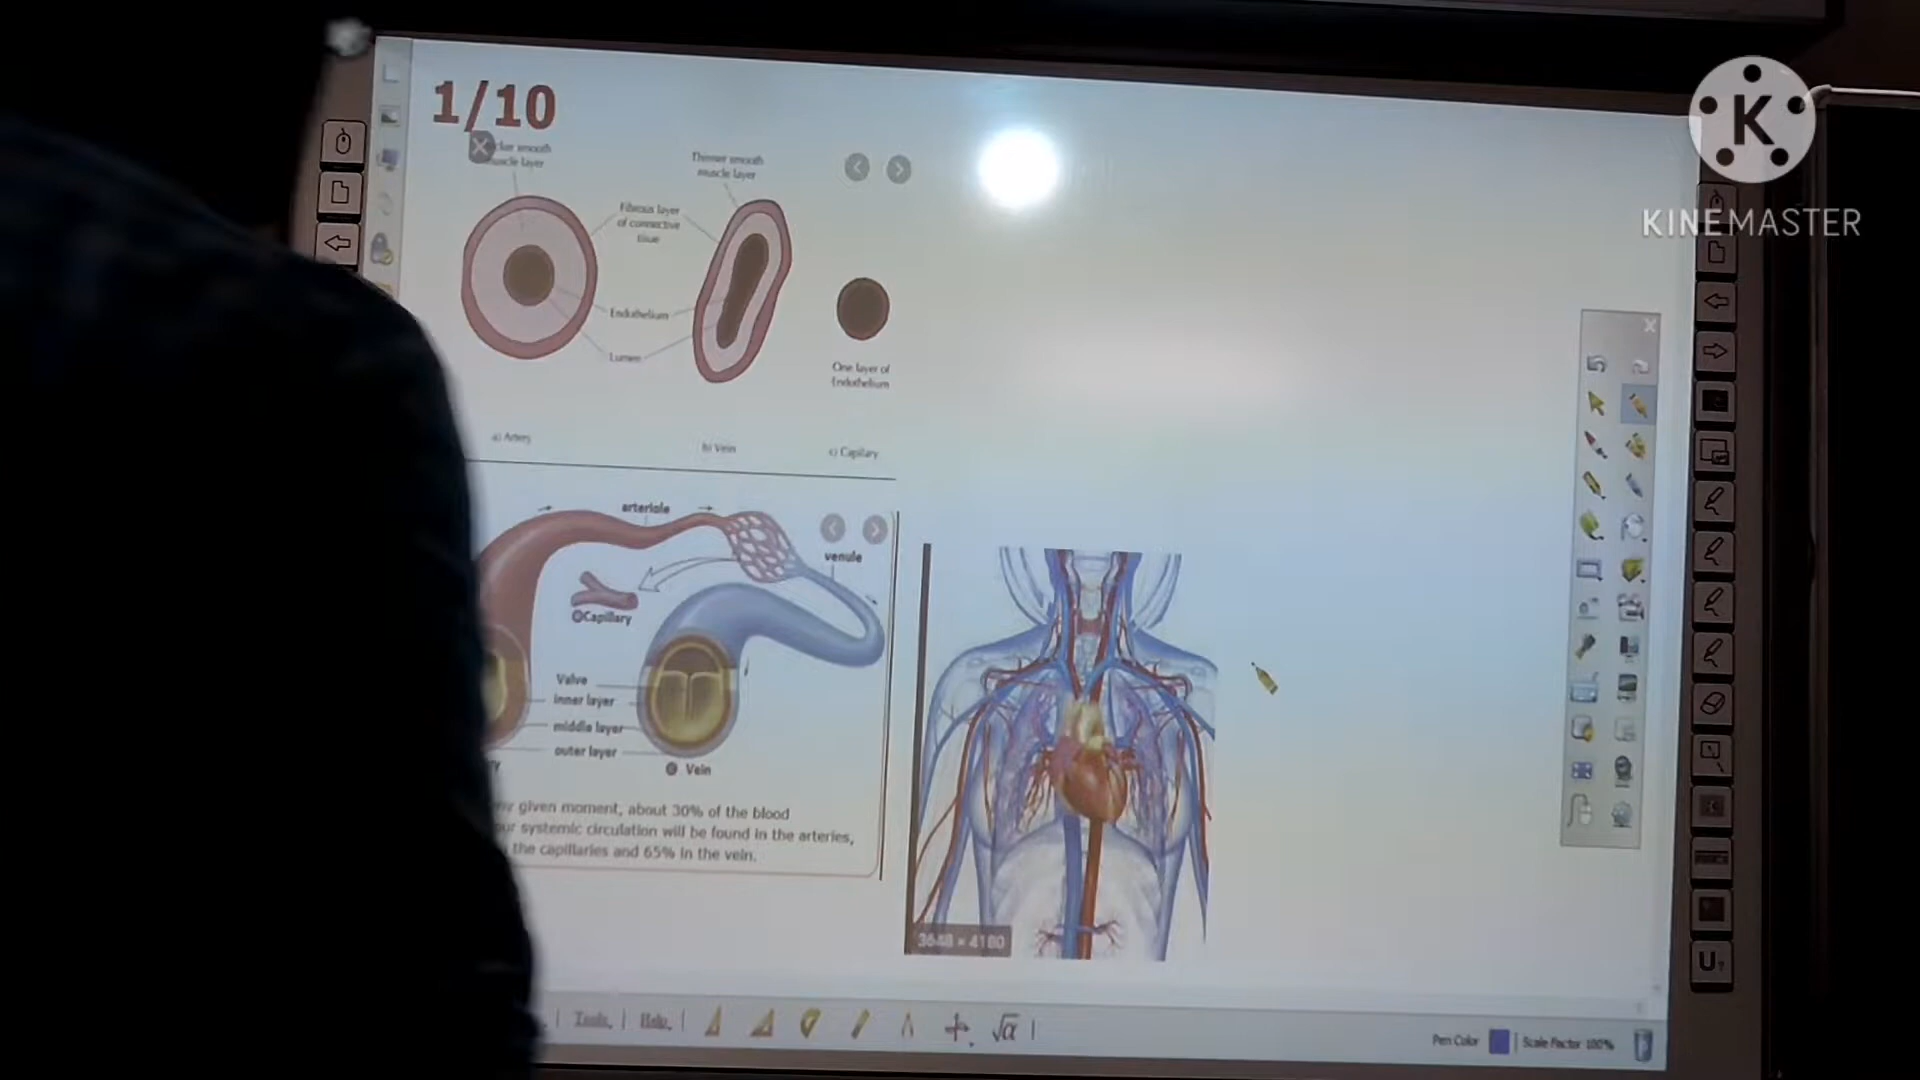 1/10
muscle layer
Thinner smooth
muscle layer
Fibrous layer
of connective
tissue
Endothelium
Lumen
One layer of
Endothelium
a) Artery
b) Vein
c) Capillary
arteriole
venule
Capillary
Valve
inner layer
middle layer
outer layer
Vein
given moment, about 30% of the blood
systemic circulation will be found in the arteries,
the capillaries and 65% in the vein.
3648 × 4180
Tools
Help
√α
Pen Color
Scale Factor 100%
U?
K
KINEMASTER